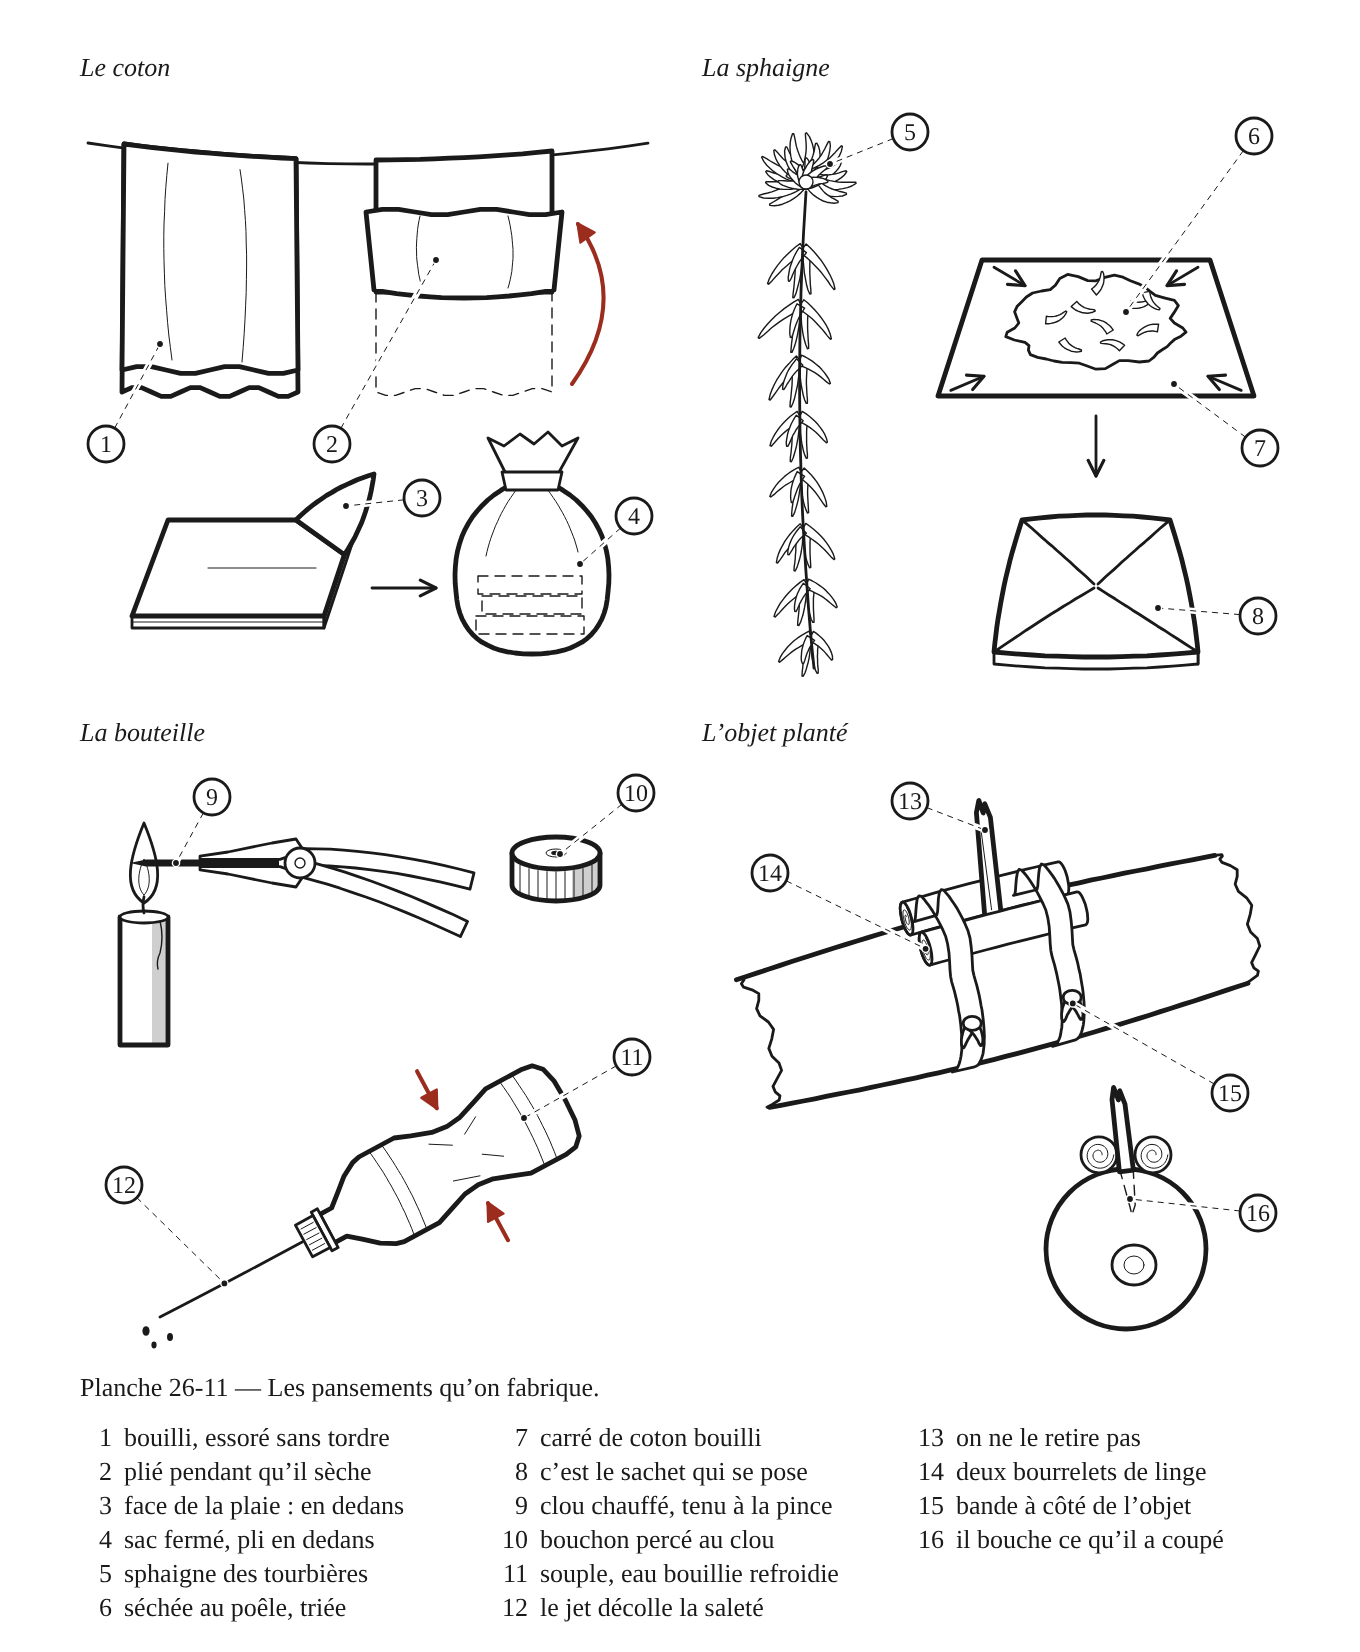 Le coton
La sphaigne
5
6
1
2
7
3
4
8
La bouteille
L’objet planté
9
10
13
14
11
15
12
16
Planche 26-11 — Les pansements qu’on fabrique.
1 bouilli, essoré sans tordre
2 plié pendant qu’il sèche
3 face de la plaie : en dedans
4 sac fermé, pli en dedans
5 sphaigne des tourbières
6 séchée au poêle, triée
7 carré de coton bouilli
8 c’est le sachet qui se pose
9 clou chauffé, tenu à la pince
10 bouchon percé au clou
11 souple, eau bouillie refroidie
12 le jet décolle la saleté
13 on ne le retire pas
14 deux bourrelets de linge
15 bande à côté de l’objet
16 il bouche ce qu’il a coupé